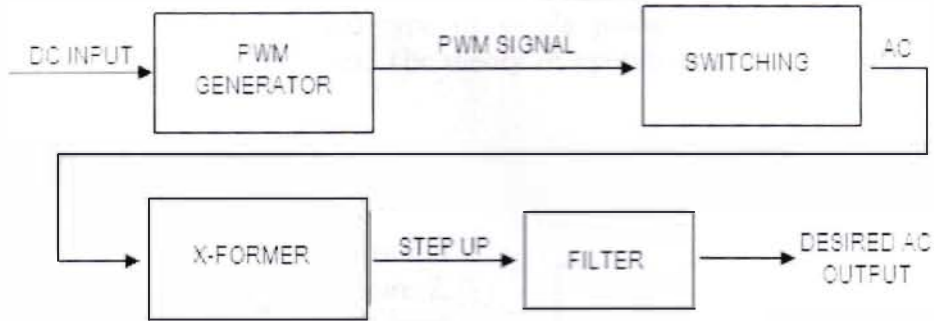 DC INPUT
PWM
GENERATOR
PWM SIGNAL
SWITCHING
AC
X-FORMER
STEP UP
FILTER
DESIRED AC
OUTPUT